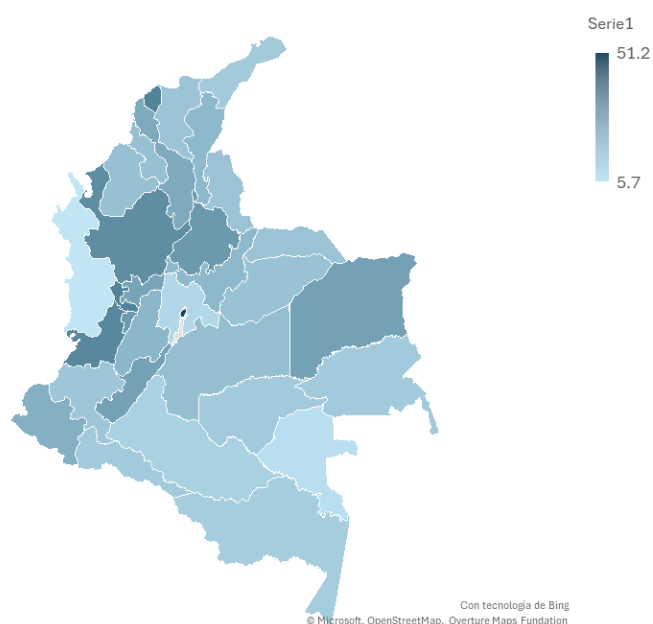 Serie1
51.2
5.7
Con tecnología de Bing
© Microsoft, OpenStreetMap, Overture Maps Fundation